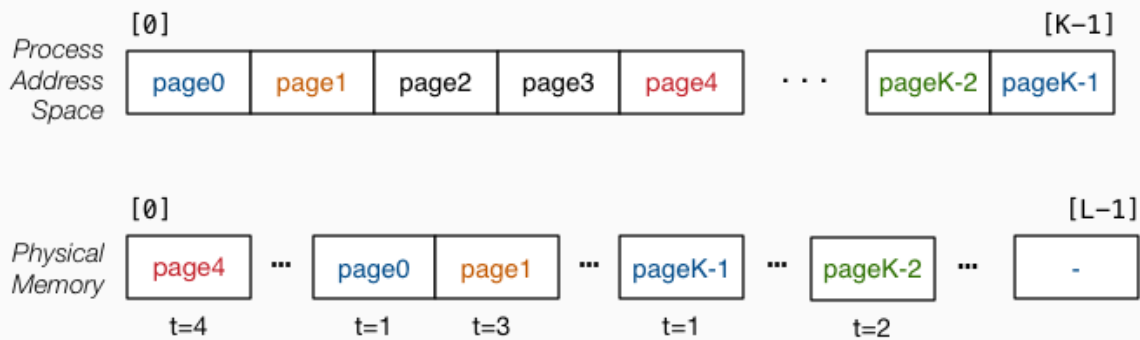 [0] [K-1]
Process
Address
Space
page0 page1 page2 page3 page4 ... pageK-2 pageK-1
[0] [L-1]
Physical
Memory
page4 ... page0 page1 ... pageK-1 ... pageK-2 ... -
t=4 t=1 t=3 t=1 t=2